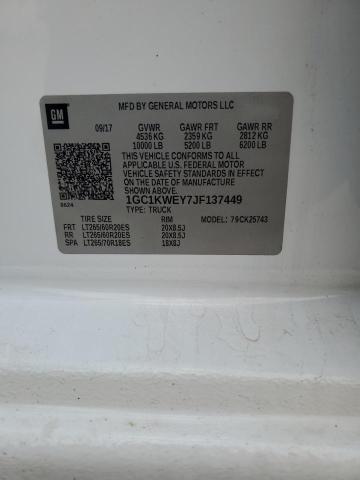 GM
MFD BY GENERAL MOTORS LLC
09/17 GVWR GAWR FRT GAWR RR
4536 KG 2359 KG 2812 KG
10000 LB 5200 LB 6200 LB
THIS VEHICLE CONFORMS TO ALL
APPLICABLE U.S. FEDERAL MOTOR
VEHICLE SAFETY STANDARDS IN EFFECT
ON THE DATE OF MANUFACTURE
SHOWN ABOVE.
0624 1GC1KWEY7JF137449
TYPE: TRUCK
TIRE SIZE RIM MODEL: 79CK25743
FRT LT265/60R20ES 20X8.5J
RR LT265/60R20ES 20X8.5J
SPA LT265/70R18ES 18X8J